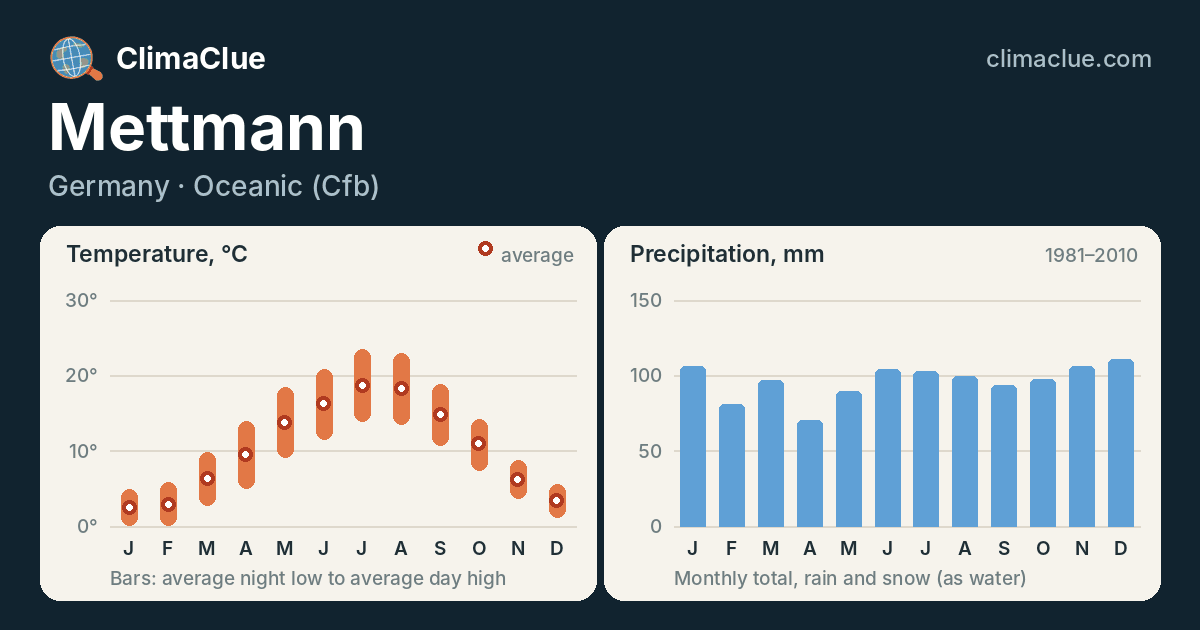 ClimaClue
climaclue.com
Mettmann
Germany · Oceanic (Cfb)
Temperature, °C
average
30°
20°
10°
0°
J F M A M J J A S O N D
Bars: average night low to average day high
Precipitation, mm
1981–2010
150
100
50
0
J F M A M J J A S O N D
Monthly total, rain and snow (as water)